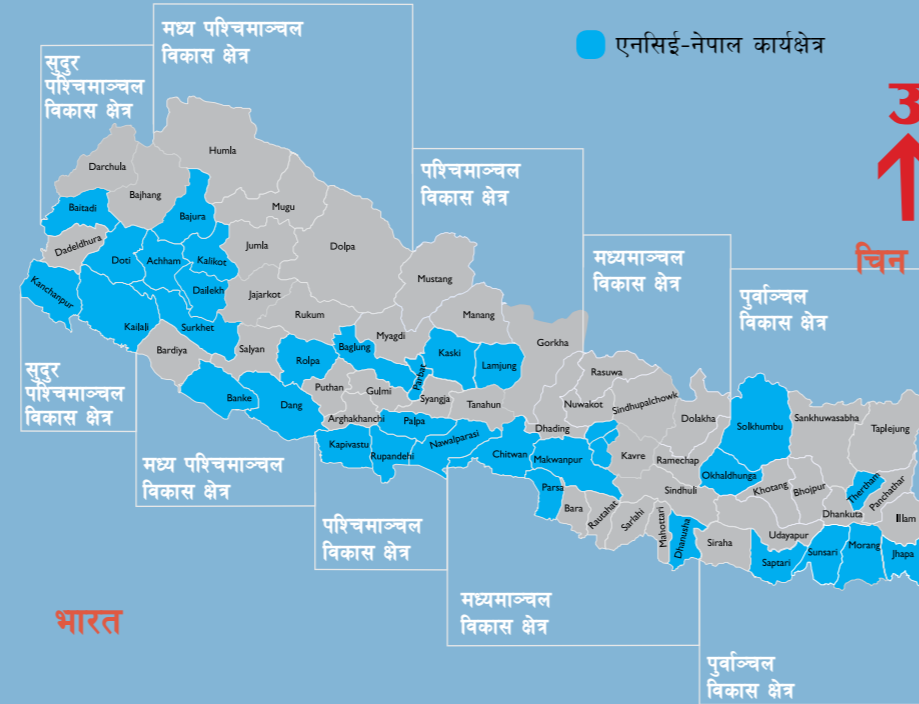 मध्य पश्चिमाञ्चल
विकास क्षेत्र
एनसिई-नेपाल कार्यक्षेत्र
सुदुर
पश्चिमाञ्चल
विकास क्षेत्र
उ
पश्चिमाञ्चल
विकास क्षेत्र
चिन
मध्यमाञ्चल
विकास क्षेत्र
पुर्वाञ्चल
विकास क्षेत्र
Humla
Darchula
Bajhang
Mugu
Baitadi
Bajura
Dadeldhura
Jumla
Dolpa
Doti
Achham
Kalikot
Mustang
Kanchanpur
Dailekh
Jajarkot
Rukum
Manang
Kailali
Surkhet
Myagdi
Gorkha
Bardiya
Salyan
Rolpa
Baglung
Kaski
Lamjung
Rasuwa
Parbat
Puthan
Gulmi
Syangja
Tanahun
Nuwakot
Sindhupalchowk
Dolakha
Banke
Dang
Arghakhanchi
Palpa
Dhading
Solkhumbu
Sankhuwasabha
Taplejung
Kapivastu
Rupandehi
Nawalparasi
Chitwan
Makwanpur
Kavre
Ramechap
Okhaldhunga
Parsa
Bara
Rautahat
Sarlahi
Mahottari
Dhanusha
Sindhuli
Siraha
Khotang
Bhojpur
Thertham
Panchathar
Dhankuta
Illam
Udayapur
Saptari
Sunsari
Morang
Jhapa
सुदुर
पश्चिमाञ्चल
विकास क्षेत्र
मध्य पश्चिमाञ्चल
विकास क्षेत्र
पश्चिमाञ्चल
विकास क्षेत्र
मध्यमाञ्चल
विकास क्षेत्र
भारत
पुर्वाञ्चल
विकास क्षेत्र